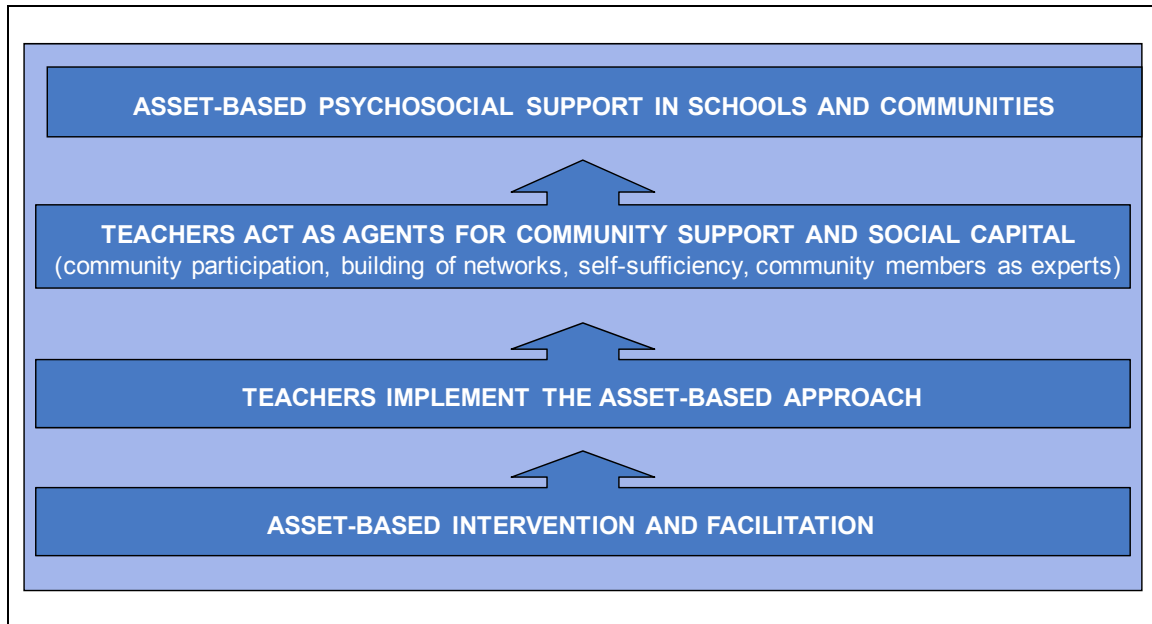 ASSET-BASED PSYCHOSOCIAL SUPPORT IN SCHOOLS AND COMMUNITIES
TEACHERS ACT AS AGENTS FOR COMMUNITY SUPPORT AND SOCIAL CAPITAL
(community participation, building of networks, self-sufficiency, community members as experts)
TEACHERS IMPLEMENT THE ASSET-BASED APPROACH
ASSET-BASED INTERVENTION AND FACILITATION